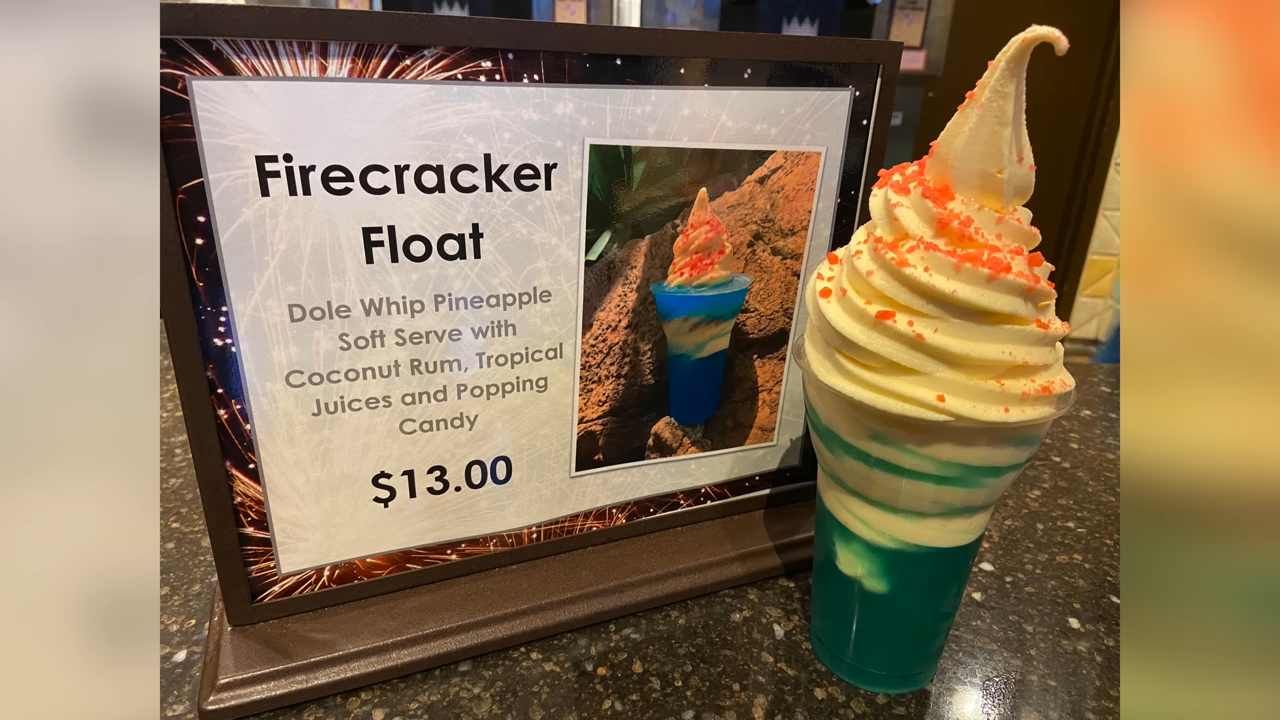 Firecracker
Float
Dole Whip Pineapple
Soft Serve with
Coconut Rum, Tropical
Juices and Popping
Candy
$13.00